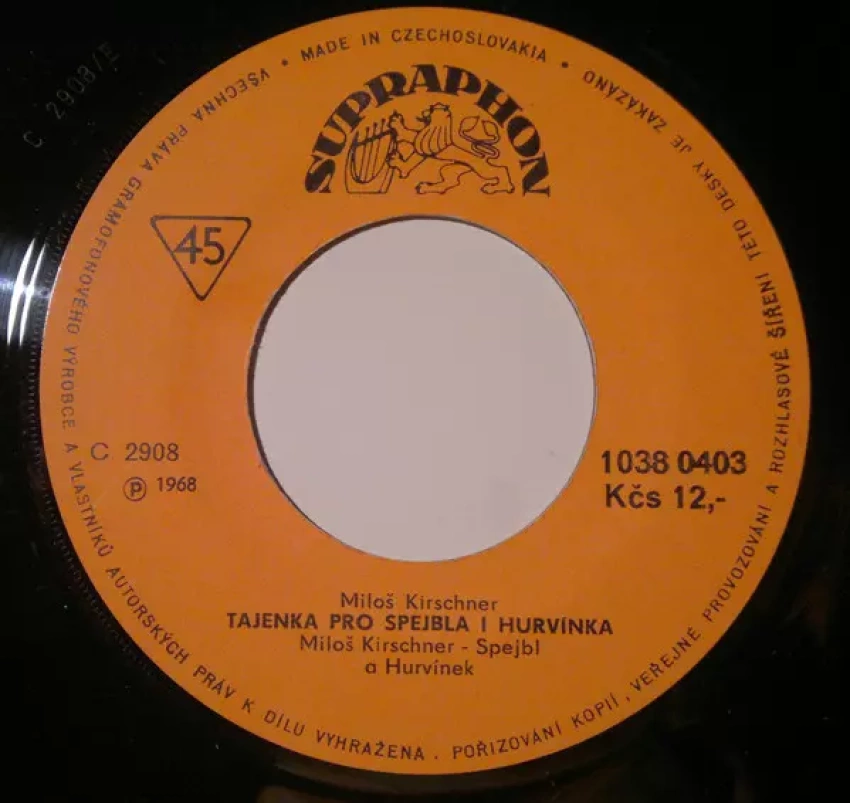 C 2908/E
VŠECHNA PRÁVA GRAMOFONOVÉHO VÝROBCE A VLASTNÍKŮ AUTORSKÝCH PRÁV K DÍLU VYHRAŽENA. POŘIZOVÁNÍ KOPIÍ, VEŘEJNÉ PROVOZOVÁNÍ A ROZHLASOVÉ ŠÍŘENÍ TÉTO DESKY JE ZAKÁZÁNO • MADE IN CZECHOSLOVAKIA •
SUPRAPHON
45
C 2908
℗ 1968
1038 0403
Kčs 12,-
Miloš Kirschner
TAJENKA PRO SPEJBLA I HURVÍNKA
Miloš Kirschner - Spejbl
a Hurvínek